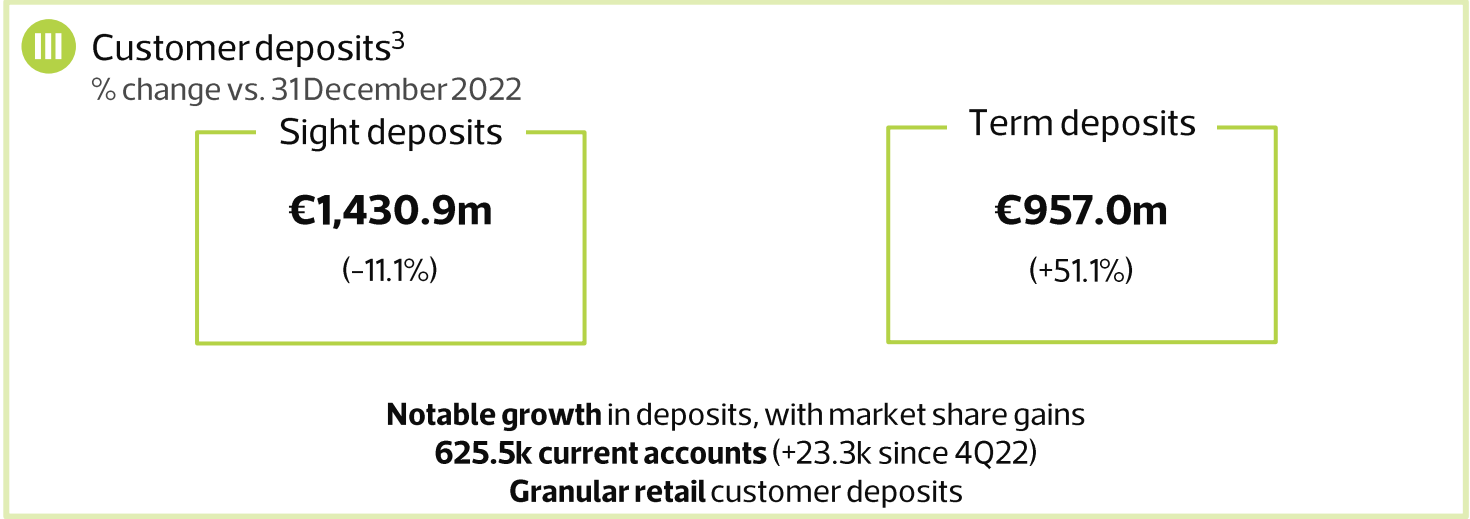 Customer deposits3
% change vs. 31 December 2022
Sight deposits
Term deposits
€1,430.9m
€957.0m
(-11.1%)
(+51.1%)
Notable growth in deposits, with market share gains
625.5k current accounts (+23.3k since 4Q22)
Granular retail customer deposits